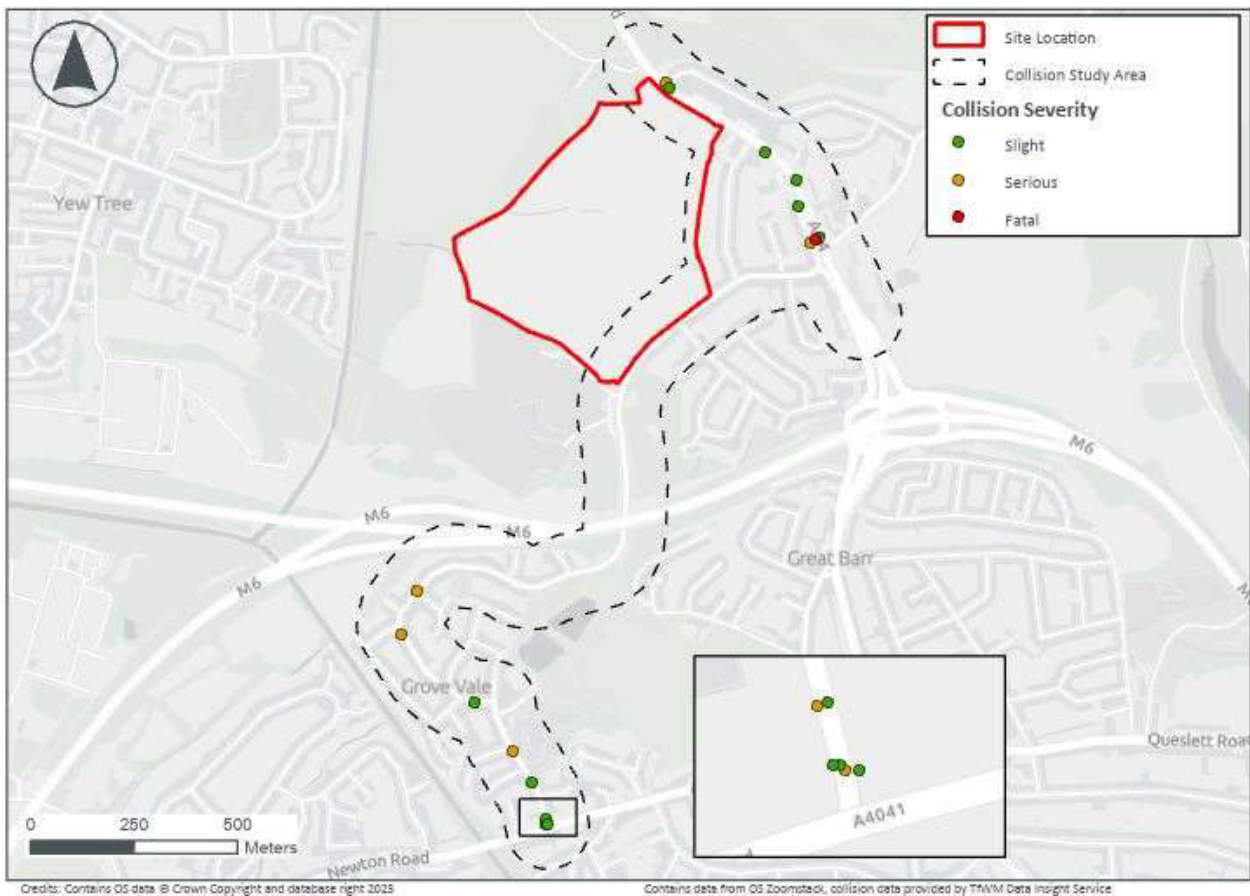 Site Location
Collision Study Area
Collision Severity
Slight
Serious
Fatal
Yew Tree
M6
M6
M6
M6
Great Barr
Grove Vale
Queslett Road
A4041
0 250 500
Meters
Newton Road
Credits: Contains OS data © Crown Copyright and database right 2025
Contains data from OS Zoomstack, collision data provided by TfWM Data Insight Service